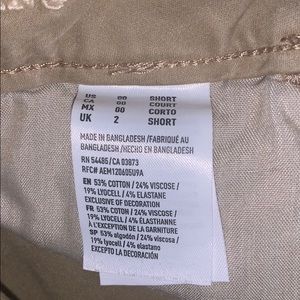 US 00 SHORT
CA 00 COURT
MX 00 CORTO
UK 2 SHORT
MADE IN BANGLADESH/FABRIQUÉ AU
BANGLADESH/HECHO EN BANGLADESH
RN 54485/CA 03873
RFC# AEM120605U9A
EN 53% COTTON / 24% VISCOSE /
19% LYOCELL / 4% ELASTANE
EXCLUSIVE OF DECORATION
FR 53% COTON / 24% VISCOSE /
19% LYOCELL / 4% ELASTHANNE
À L'EXCEPTION DE LA GARNITURE
SP 53% algodón / 24% viscosa /
19% lyocell / 4% elastano
EXCEPTO LA DECORACIÓN